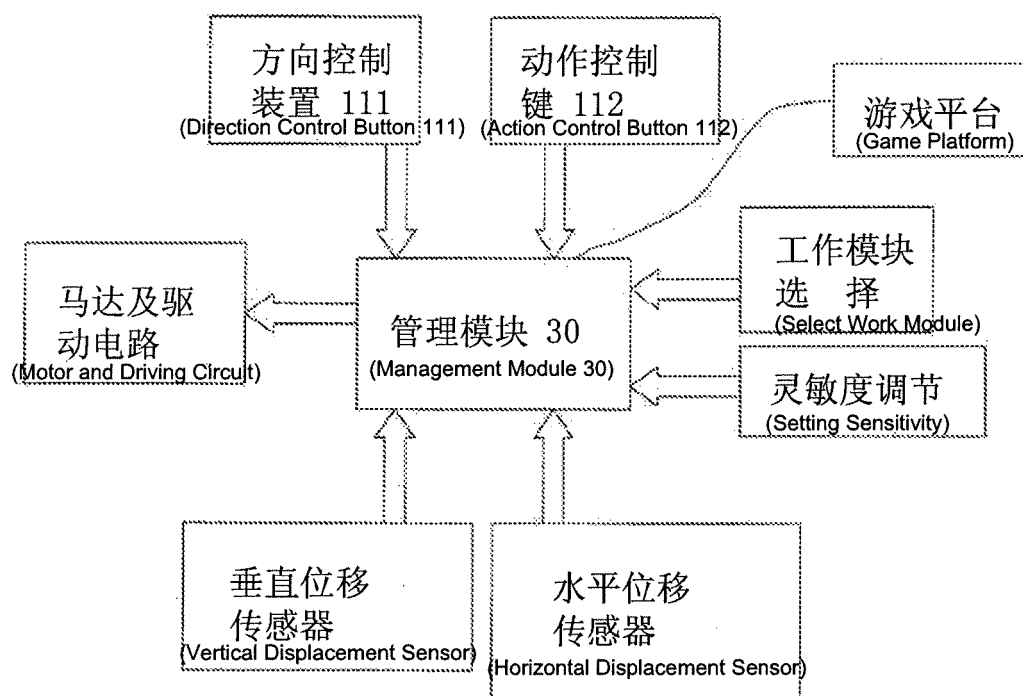 方向控制
装置 111
(Direction Control Button 111)
动作控制
键 112
(Action Control Button 112)
游戏平台
(Game Platform)
工作模块
选 择
(Select Work Module)
马达及驱
动电路
(Motor and Driving Circuit)
管理模块 30
(Management Module 30)
灵敏度调节
(Setting Sensitivity)
垂直位移
传感器
(Vertical Displacement Sensor)
水平位移
传感器
(Horizontal Displacement Sensor)